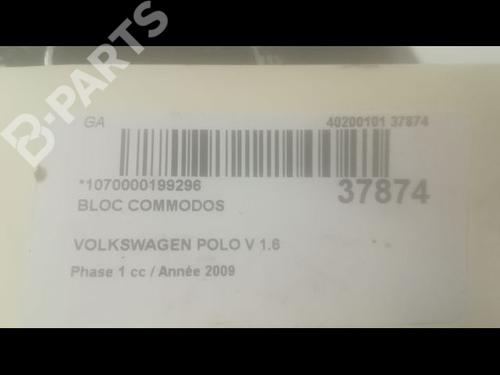 B-PARTS
GA 40200101 37874
*1070000199296 37874
BLOC COMMODOS
VOLKSWAGEN POLO V 1.6
Phase 1 cc / Année 2009